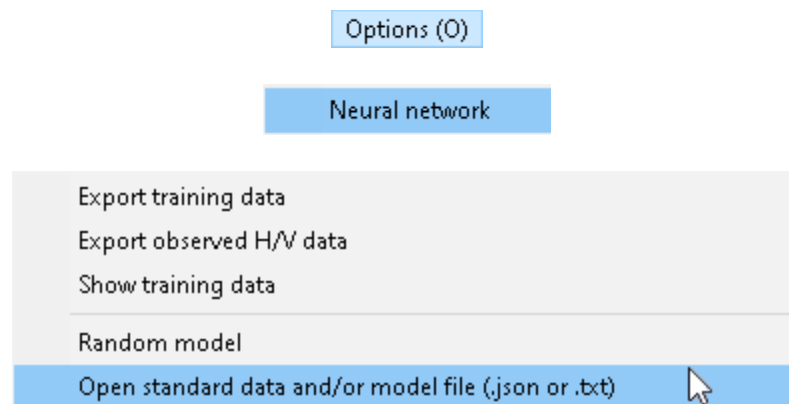 Options (O)
Neural network
Export training data
Export observed H/V data
Show training data
Random model
Open standard data and/or model file (.json or .txt)